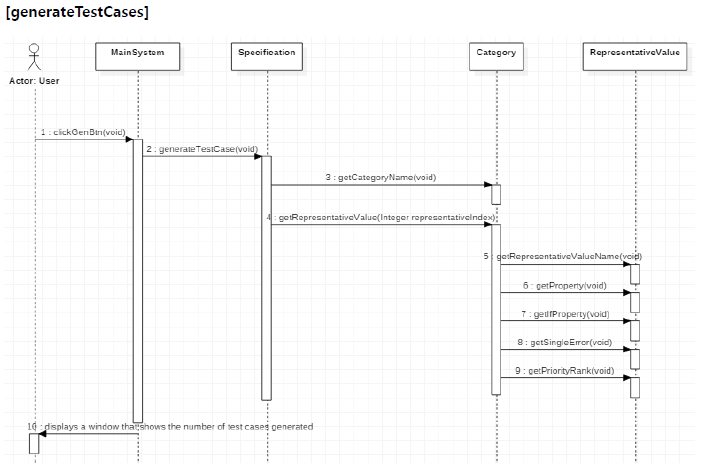 [generateTestCases]
MainSystem
Specification
Category
RepresentativeValue
Actor: User
1 : clickGenBtn(void)
2 : generateTestCase(void)
3 : getCategoryName(void)
4 : getRepresentativeValue(Integer representativeIndex)
5 : getRepresentativeValueName(void)
6 : getProperty(void)
7 : getIfProperty(void)
8 : getSingleError(void)
9 : getPriorityRank(void)
10 : displays a window that shows the number of test cases generated